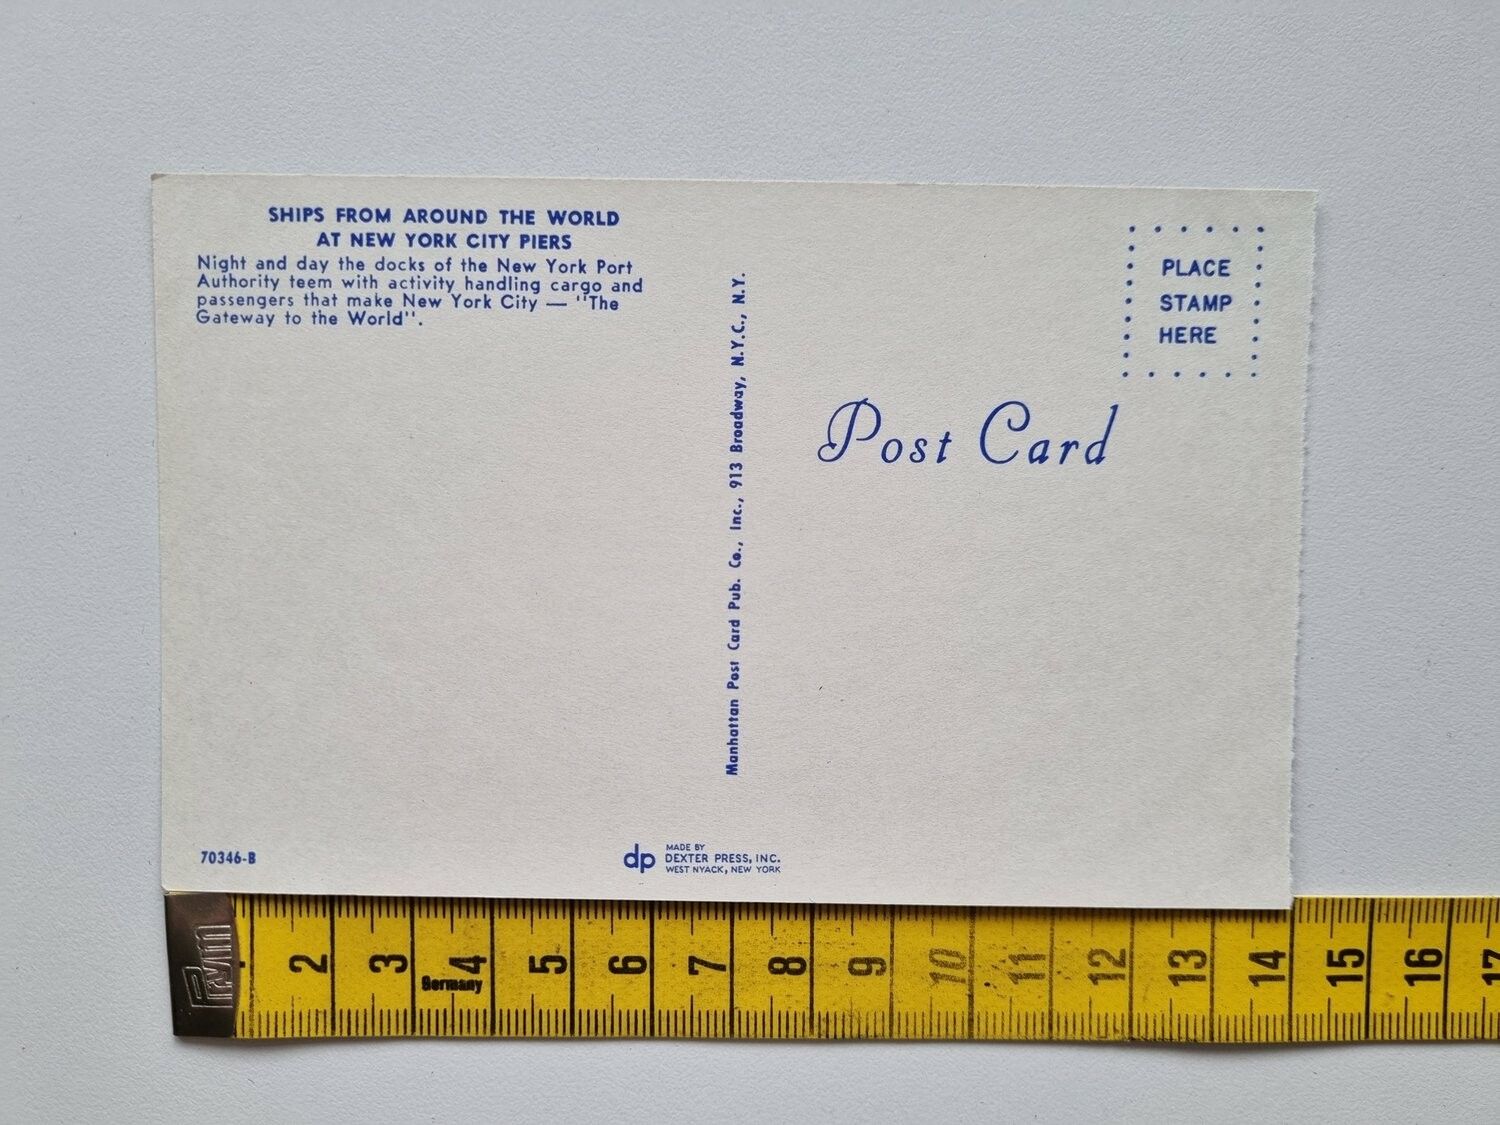 SHIPS FROM AROUND THE WORLD
AT NEW YORK CITY PIERS
Night and day the docks of the New York Port
Authority teem with activity handling cargo and
passengers that make New York City — "The
Gateway to the World".
Manhattan Post Card Pub. Co., Inc., 913 Broadway, N.Y.C., N.Y.
PLACE
STAMP
HERE
Post Card
70346-B
dp
MADE BY
DEXTER PRESS, INC.
WEST NYACK, NEW YORK
Prym
2 3 4 5 6 7 8 9 10 11 12 13 14 15 16 17
Germany